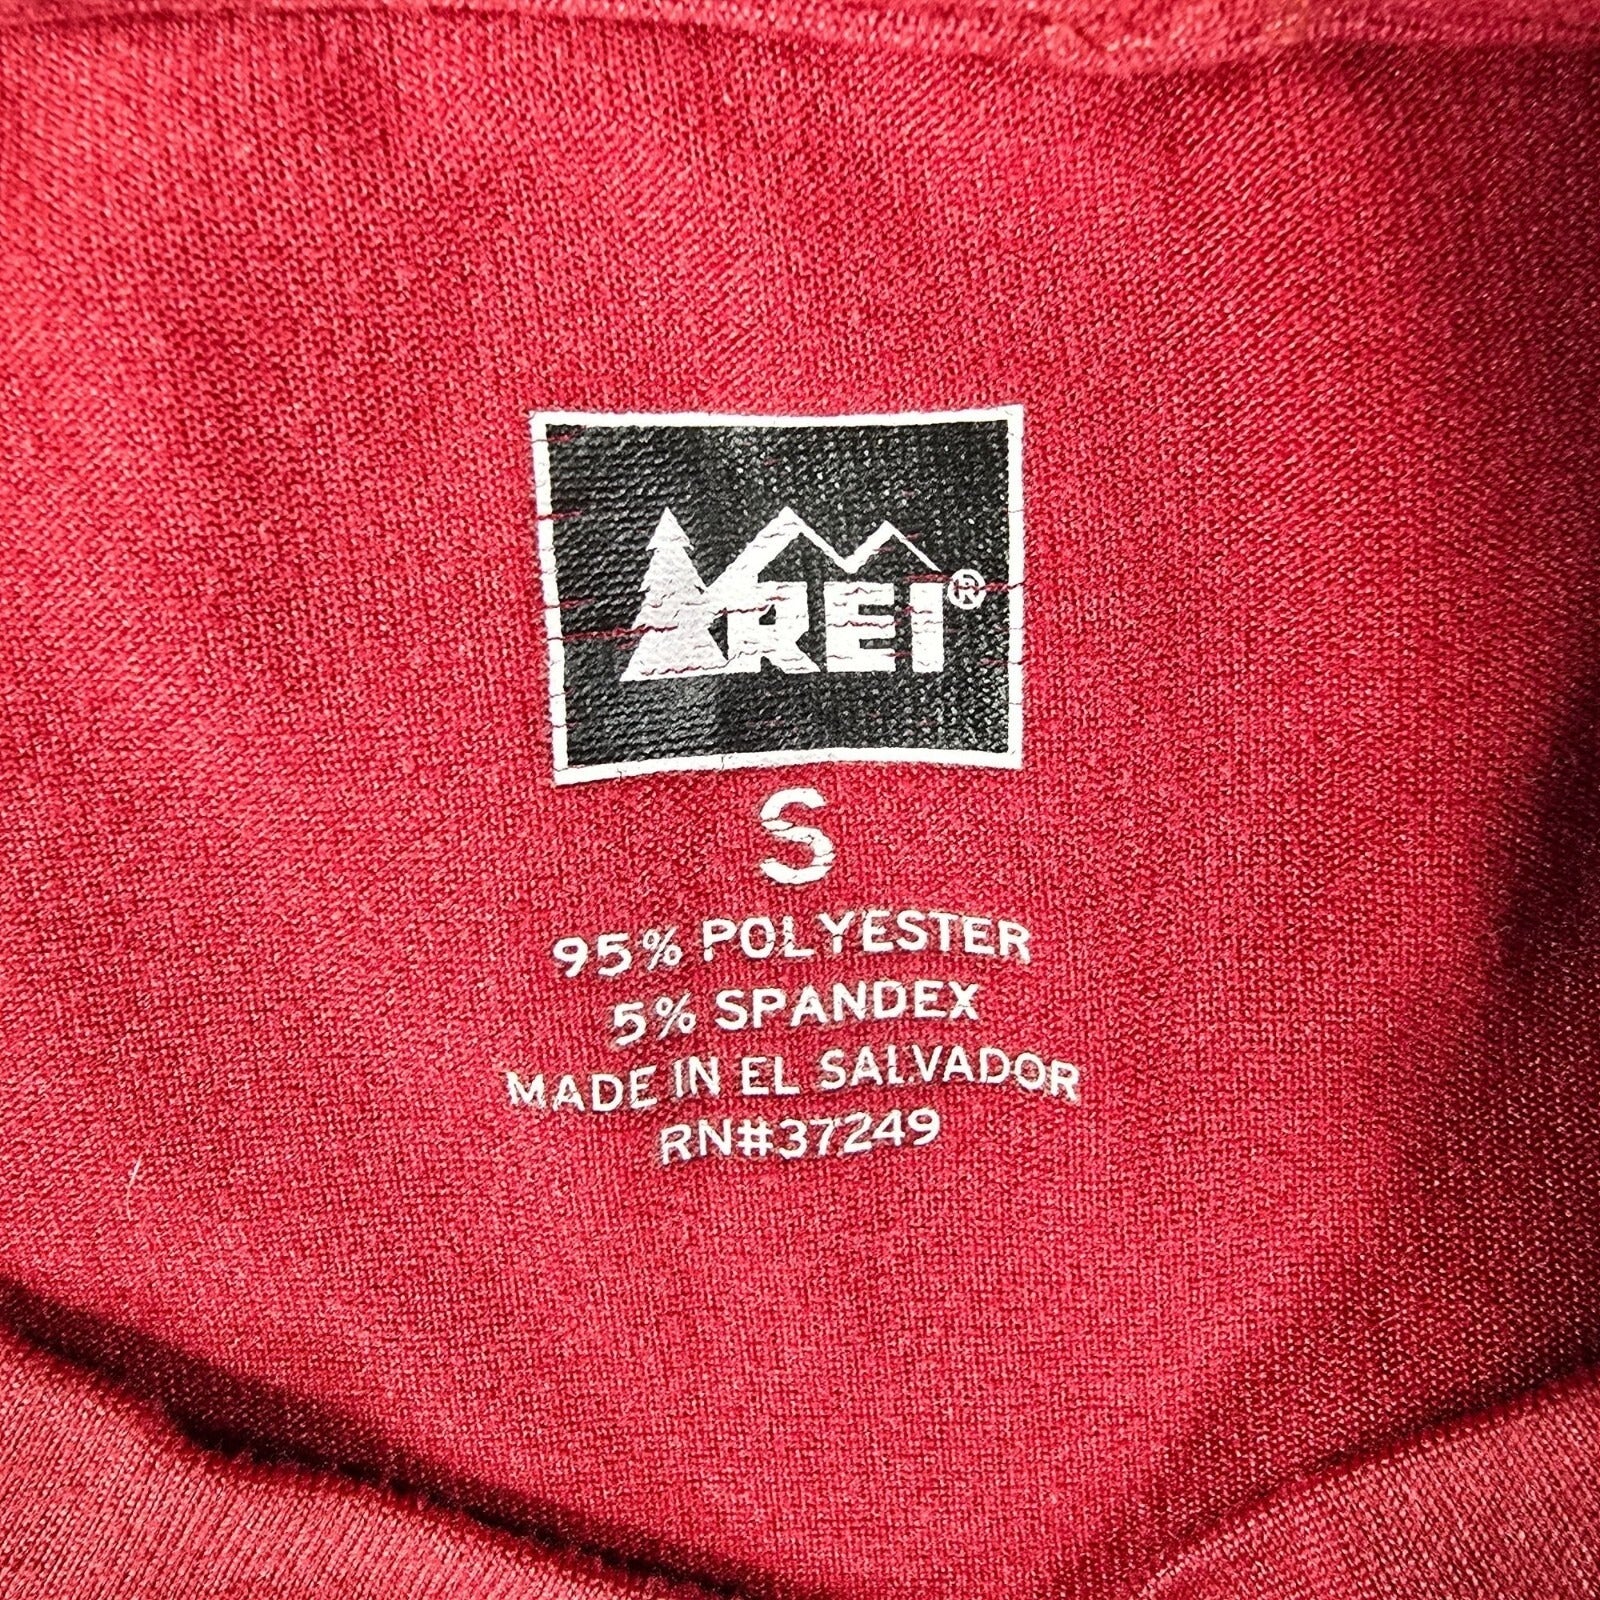 REI®
S
95% POLYESTER
5% SPANDEX
MADE IN EL SALVADOR
RN#37249